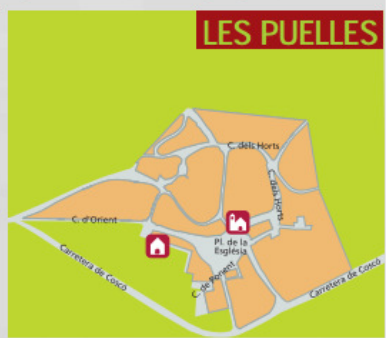 LES PUELLES
C. dels Horts
C. dels Horts
C. d'Orient
Pl. de la
Església
C. de Ponent
Carretera de Coscó
Carretera de Coscó